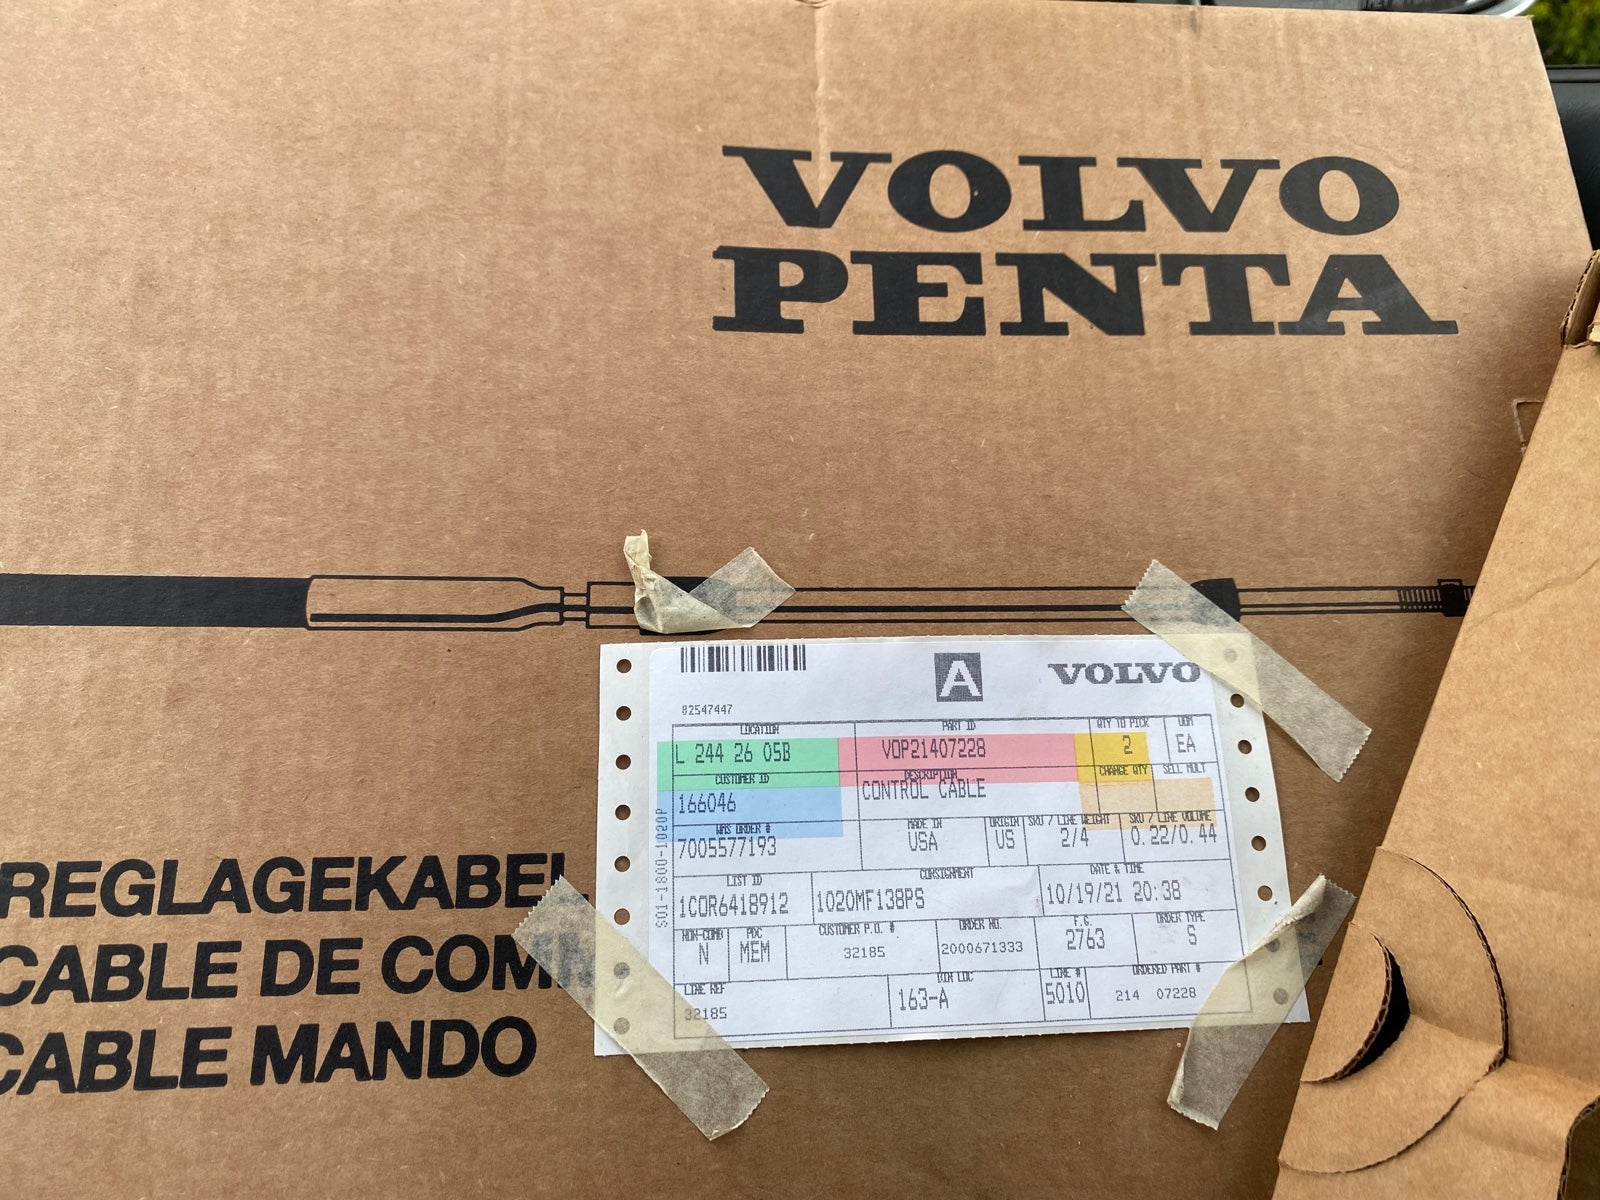 VOLVO
PENTA
A
VOLVO
82547447
LOCATION PART ID QTY TO PICK UOM
L 244 26 05B VOP21407228 2 EA
CUSTOMER ID DESCRIPTION CHANGE QTY SELL MULT
166046 CONTROL CABLE
WMS ORDER # MADE IN ORIGIN SKU / LINE WEIGHT SKU / LINE VOLUME
7005577193 USA US 2/4 0.22/0.44
LIST ID CONSIGNMENT DATE & TIME
1COR6418912 1020MF138PS 10/19/21 20:38
NON-COMB PDC CUSTOMER P.O. # ORDER NO. F.G. ORDER TYPE
N MEM 32185 2000671333 2763 S
LINE REF BIN LOC LINE # ORDERED PART #
32185 163-A 5010 214 07228
S01-1800-1020P
REGLAGEKABEL
CABLE DE COMM
CABLE MANDO